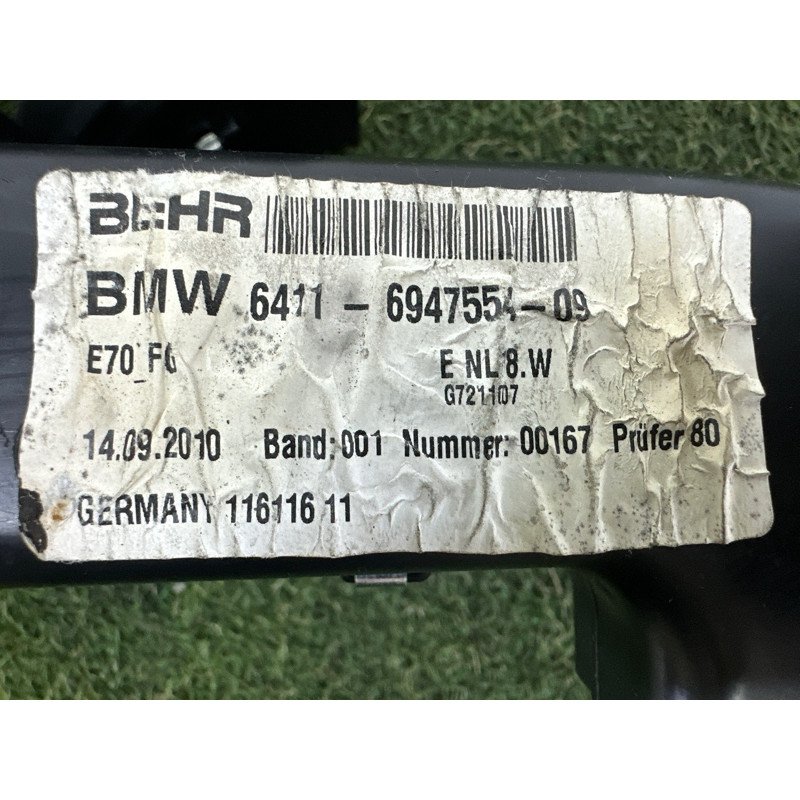 BEHR
BMW 6411 - 6947554-09
E70_F
E NL 8.W
G721107
14.09.2010 Band:001 Nummer: 00167 Prüfer 80
GERMANY 116116 11